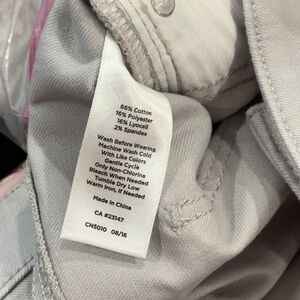 66% Cotton
16% Polyester
16% Lyocell
2% Spandex
Wash Before Wearing
Machine Wash Cold
With Like Colors
Gentle Cycle
Only Non-Chlorine
Bleach When Needed
Tumble Dry Low
Warm Iron, If Needed
Made in China
CA #23147
CN5010 08/16